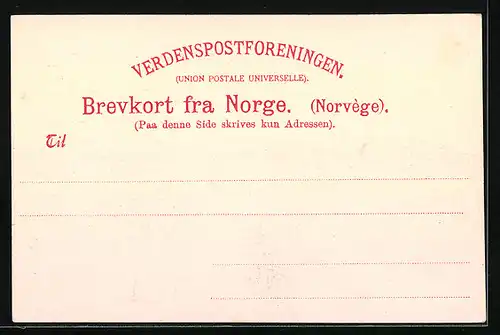 VERDENSPOSTFORENINGEN.
(UNION POSTALE UNIVERSELLE).
Brevkort fra Norge. (Norvège).
(Paa denne Side skrives kun Adressen).
Til